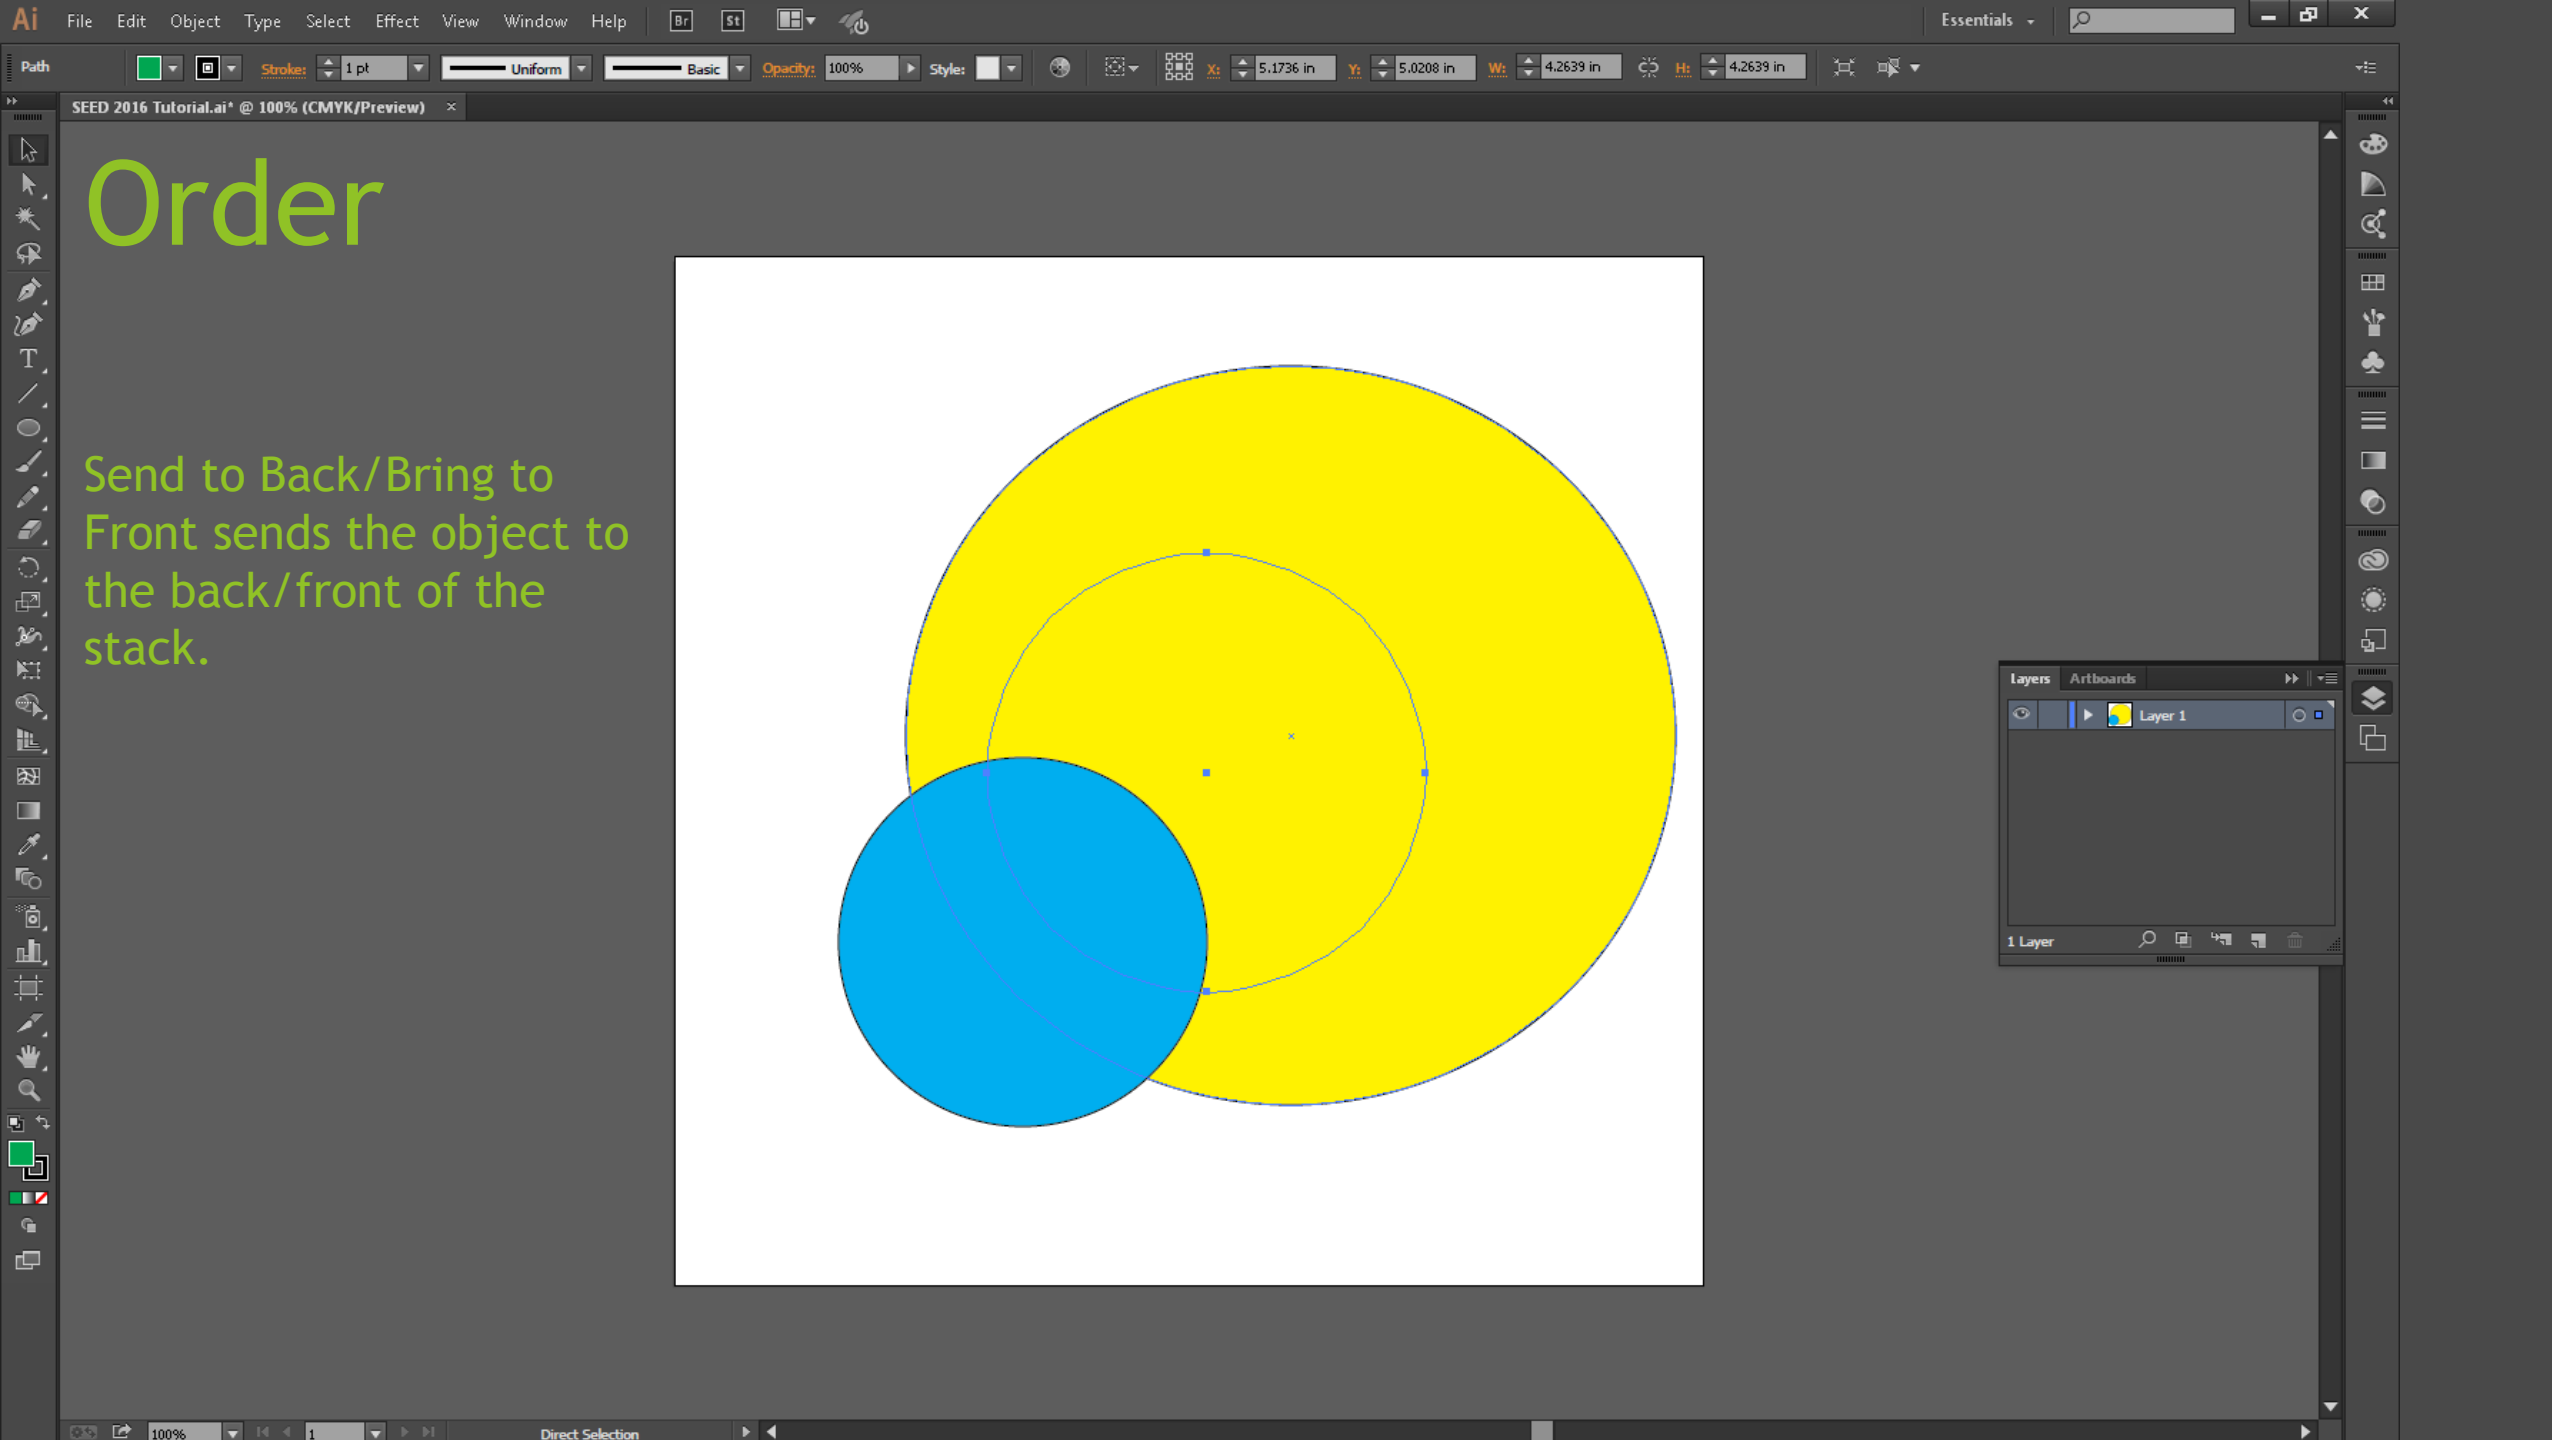 Ai File Edit Object Type Select Effect View Window Help Br St Essentials
Path Stroke: 1 pt Uniform Basic Opacity: 100% Style: X: 5.1736 in Y: 5.0208 in W: 4.2639 in H: 4.2639 in
SEED 2016 Tutorial.ai* @ 100% (CMYK/Preview) ×
Order
Send to Back/Bring to
Front sends the object to
the back/front of the
stack.
Layers Artboards
Layer 1
1 Layer
100% 1 Direct Selection